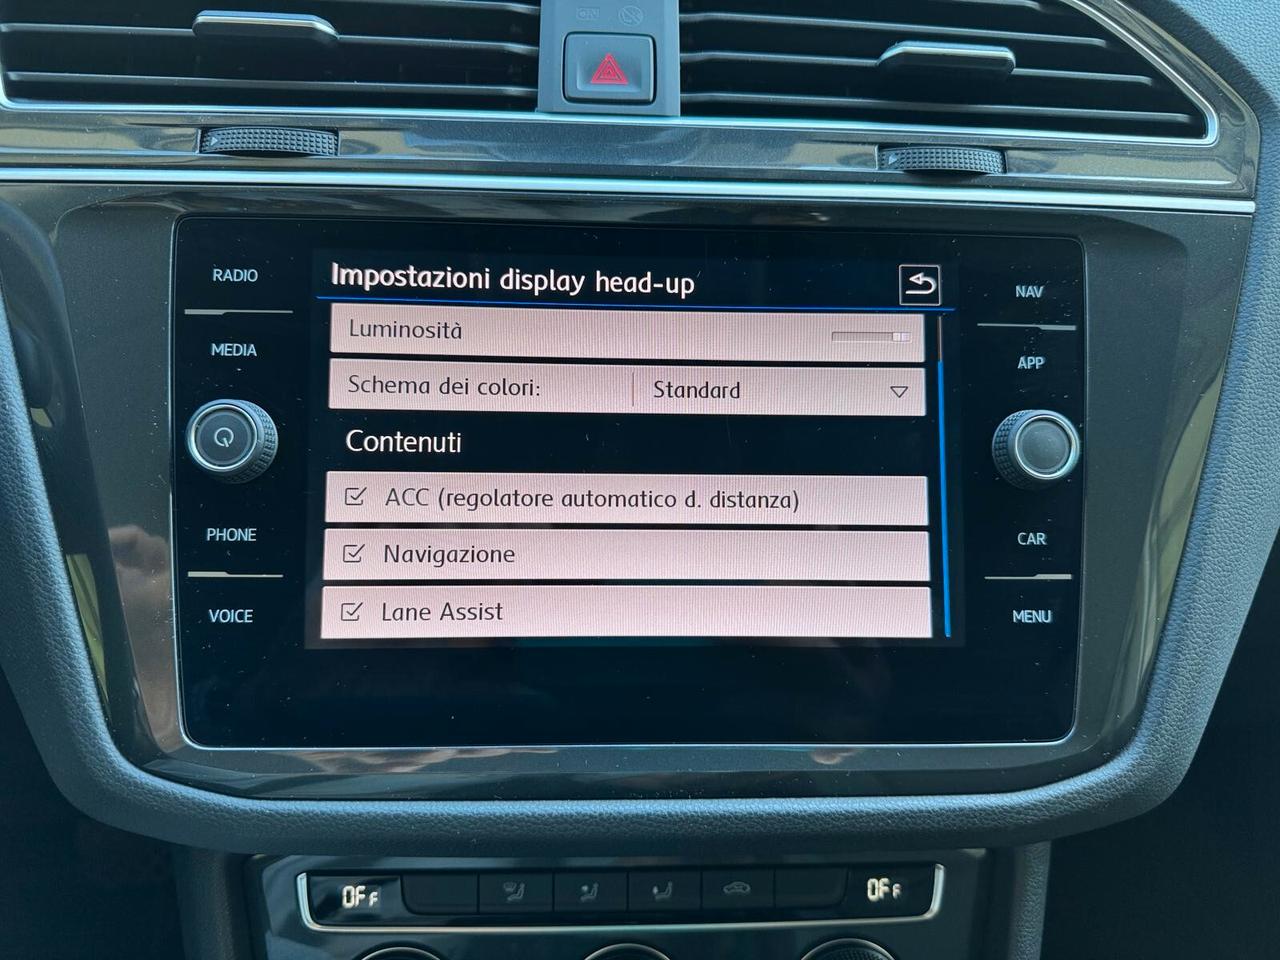 RADIO
MEDIA
PHONE
VOICE
Impostazioni display head-up
Luminosità
Schema dei colori: Standard
Contenuti
ACC (regolatore automatico d. distanza)
Navigazione
Lane Assist
NAV
APP
CAR
MENU
OFF
OFF